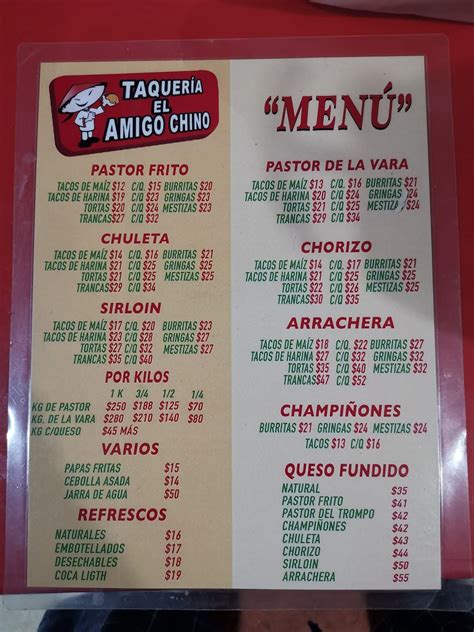 TAQUERÍA
EL
AMIGO CHINO
PASTOR FRITO
TACOS DE MAÍZ $12 C/Q. $15 BURRITAS $20
TACOS DE HARINA $19 C/Q $23 GRINGAS $23
TORTAS $20 C/Q $24 MESTIZAS $23
TRANCAS $27 C/Q $32
CHULETA
TACOS DE MAÍZ $14 C/Q. $16 BURRITAS $21
TACOS DE HARINA $21 C/Q $25 GRINGAS $25
TORTAS $21 C/Q $25 MESTIZAS $25
TRANCAS $29 C/Q $34
SIRLOIN
TACOS DE MAÍZ $17 C/Q. $20 BURRITAS $23
TACOS DE HARINA $23 C/Q $28 GRINGAS $27
TORTAS $27 C/Q $32 MESTIZAS $27
TRANCAS $35 C/Q $40
POR KILOS
1 K 3/4 1/2 1/4
KG DE PASTOR $250 $188 $125 $70
KG. DE LA VARA $280 $210 $140 $80
KG C/QUESO $45 MAS
VARIOS
PAPAS FRITAS $15
CEBOLLA ASADA $14
JARRA DE AGUA $50
REFRESCOS
NATURALES $16
EMBOTELLADOS $17
DESECHABLES $18
COCA LIGTH $19
“MENÚ”
PASTOR DE LA VARA
TACOS DE MAÍZ $13 C/Q. $16 BURRITAS $21
TACOS DE HARINA $20 C/Q $24 GRINGAS $24
TORTAS $21 C/Q $25 MESTIZAS $24
TRANCAS $29 C/Q $34
CHORIZO
TACOS DE MAÍZ $14 C/Q. $17 BURRITAS $21
TACOS DE HARINA $21 C/Q $25 GRINGAS $25
TORTAS $22 C/Q $26 MESTIZAS $25
TRANCAS $30 C/Q $35
ARRACHERA
TACOS DE MAÍZ $18 C/Q. $22 BURRITAS $27
TACOS DE HARINA $27 C/Q $32 GRINGAS $32
TORTAS $35 C/Q $40 MESTIZAS $32
TRANCAS $47 C/Q $52
CHAMPIÑONES
BURRITAS $21 GRINGAS $24 MESTIZAS $24
TACOS $13 C/Q $16
QUESO FUNDIDO
NATURAL $35
PASTOR FRITO $41
PASTOR DEL TROMPO $42
CHAMPIÑONES $42
CHULETA $43
CHORIZO $44
SIRLOIN $50
ARRACHERA $55